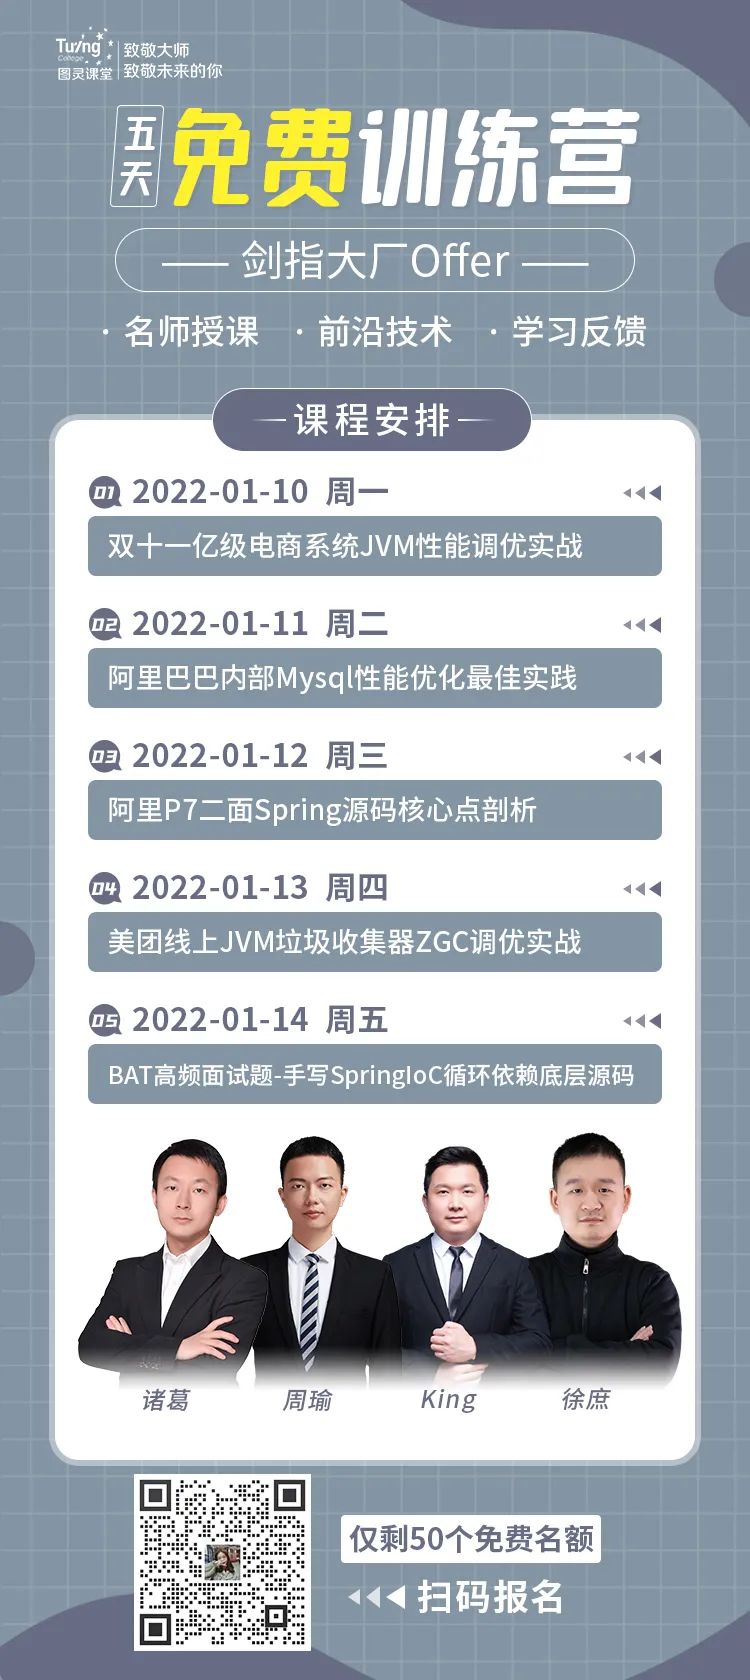 Tu/ng
College
图灵课堂
致敬大师
致敬未来的你
五天
免费训练营
剑指大厂Offer
· 名师授课 · 前沿技术 · 学习反馈
课程安排
01 2022-01-10 周一
双十一亿级电商系统JVM性能调优实战
02 2022-01-11 周二
阿里巴巴内部Mysql性能优化最佳实践
03 2022-01-12 周三
阿里P7二面Spring源码核心点剖析
04 2022-01-13 周四
美团线上JVM垃圾收集器ZGC调优实战
05 2022-01-14 周五
BAT高频面试题-手写SpringIoC循环依赖底层源码
诸葛 周瑜 King 徐庶
仅剩50个免费名额
扫码报名